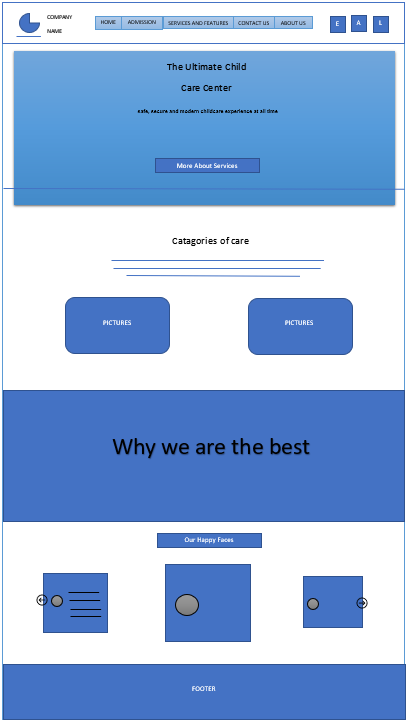 COMPANY
NAME
HOME
ADMISSION
SERVICES AND FEATURES
CONTACT US
ABOUT US
E
A
L
The Ultimate Child
Care Center
safe, secure and modern childcare experience at all time
More About Services
Catagories of care
PICTURES
PICTURES
Why we are the best
Our Happy Faces
FOOTER